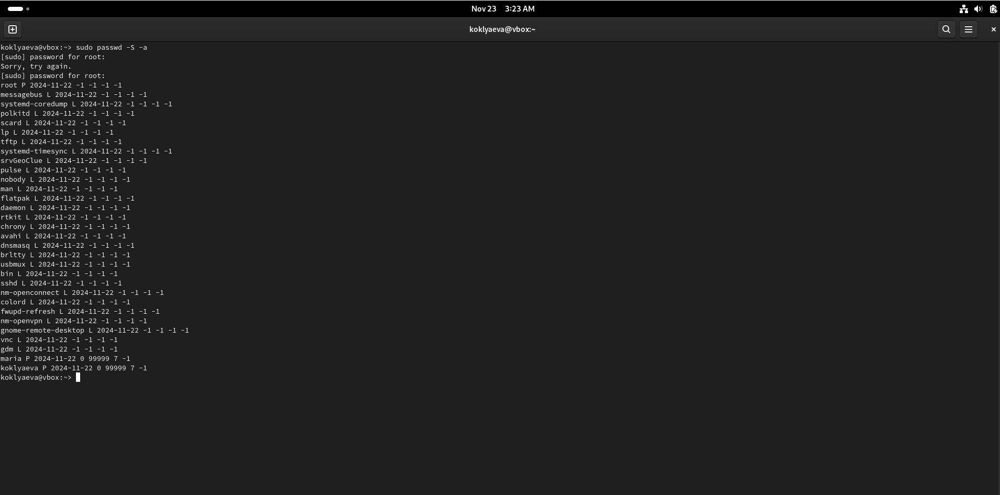 Nov 23 3:23 AM
koklyaeva@vbox:~
koklyaeva@vbox:~> sudo passwd -S -a
[sudo] password for root:
Sorry, try again.
[sudo] password for root:
root P 2024-11-22 -1 -1 -1 -1
messagebus L 2024-11-22 -1 -1 -1 -1
systemd-coredump L 2024-11-22 -1 -1 -1 -1
polkitd L 2024-11-22 -1 -1 -1 -1
scard L 2024-11-22 -1 -1 -1 -1
lp L 2024-11-22 -1 -1 -1 -1
tftp L 2024-11-22 -1 -1 -1 -1
systemd-timesync L 2024-11-22 -1 -1 -1 -1
srvGeoClue L 2024-11-22 -1 -1 -1 -1
pulse L 2024-11-22 -1 -1 -1 -1
nobody L 2024-11-22 -1 -1 -1 -1
man L 2024-11-22 -1 -1 -1 -1
flatpak L 2024-11-22 -1 -1 -1 -1
daemon L 2024-11-22 -1 -1 -1 -1
rtkit L 2024-11-22 -1 -1 -1 -1
chrony L 2024-11-22 -1 -1 -1 -1
avahi L 2024-11-22 -1 -1 -1 -1
dnsmasq L 2024-11-22 -1 -1 -1 -1
brltty L 2024-11-22 -1 -1 -1 -1
usbmux L 2024-11-22 -1 -1 -1 -1
bin L 2024-11-22 -1 -1 -1 -1
sshd L 2024-11-22 -1 -1 -1 -1
nm-openconnect L 2024-11-22 -1 -1 -1 -1
colord L 2024-11-22 -1 -1 -1 -1
fwupd-refresh L 2024-11-22 -1 -1 -1 -1
nm-openvpn L 2024-11-22 -1 -1 -1 -1
gnome-remote-desktop L 2024-11-22 -1 -1 -1 -1
vnc L 2024-11-22 -1 -1 -1 -1
gdm L 2024-11-22 -1 -1 -1 -1
maria P 2024-11-22 0 99999 7 -1
koklyaeva P 2024-11-22 0 99999 7 -1
koklyaeva@vbox:~>